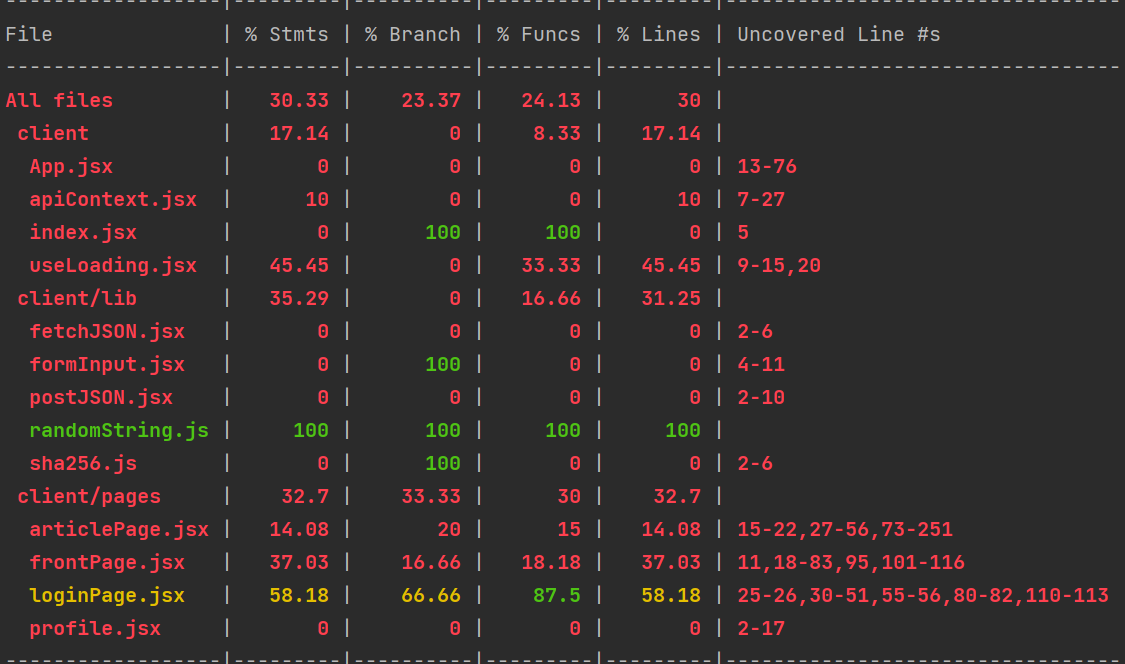 -----------------|---------|----------|---------|---------|---------------------------------
File             | % Stmts | % Branch | % Funcs | % Lines | Uncovered Line #s
-----------------|---------|----------|---------|---------|---------------------------------
All files        |   30.33 |    23.37 |   24.13 |      30 |
 client          |   17.14 |        0 |    8.33 |   17.14 |
  App.jsx        |       0 |        0 |       0 |       0 | 13-76
  apiContext.jsx |      10 |        0 |       0 |      10 | 7-27
  index.jsx      |       0 |      100 |     100 |       0 | 5
  useLoading.jsx |   45.45 |        0 |   33.33 |   45.45 | 9-15,20
 client/lib      |   35.29 |        0 |   16.66 |   31.25 |
  fetchJSON.jsx  |       0 |        0 |       0 |       0 | 2-6
  formInput.jsx  |       0 |      100 |       0 |       0 | 4-11
  postJSON.jsx   |       0 |        0 |       0 |       0 | 2-10
  randomString.js |     100 |      100 |     100 |     100 |
  sha256.js      |       0 |      100 |       0 |       0 | 2-6
 client/pages    |    32.7 |    33.33 |      30 |    32.7 |
  articlePage.jsx |   14.08 |       20 |      15 |   14.08 | 15-22,27-56,73-251
  frontPage.jsx  |   37.03 |    16.66 |   18.18 |   37.03 | 11,18-83,95,101-116
  loginPage.jsx  |   58.18 |    66.66 |    87.5 |   58.18 | 25-26,30-51,55-56,80-82,110-113
  profile.jsx    |       0 |        0 |       0 |       0 | 2-17
-----------------|---------|----------|---------|---------|---------------------------------